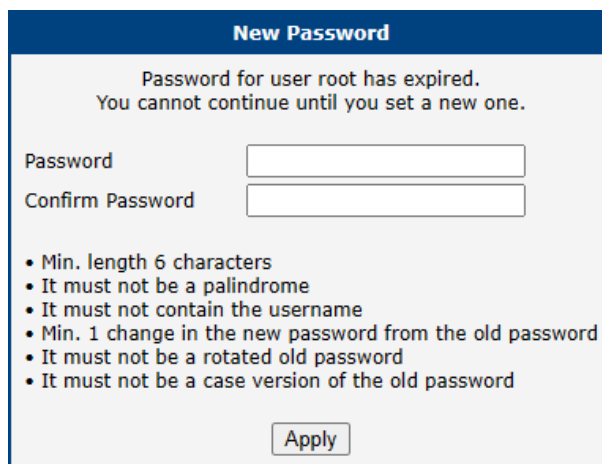 New Password
Password for user root has expired.
You cannot continue until you set a new one.
Password
Confirm Password
• Min. length 6 characters
• It must not be a palindrome
• It must not contain the username
• Min. 1 change in the new password from the old password
• It must not be a rotated old password
• It must not be a case version of the old password
Apply